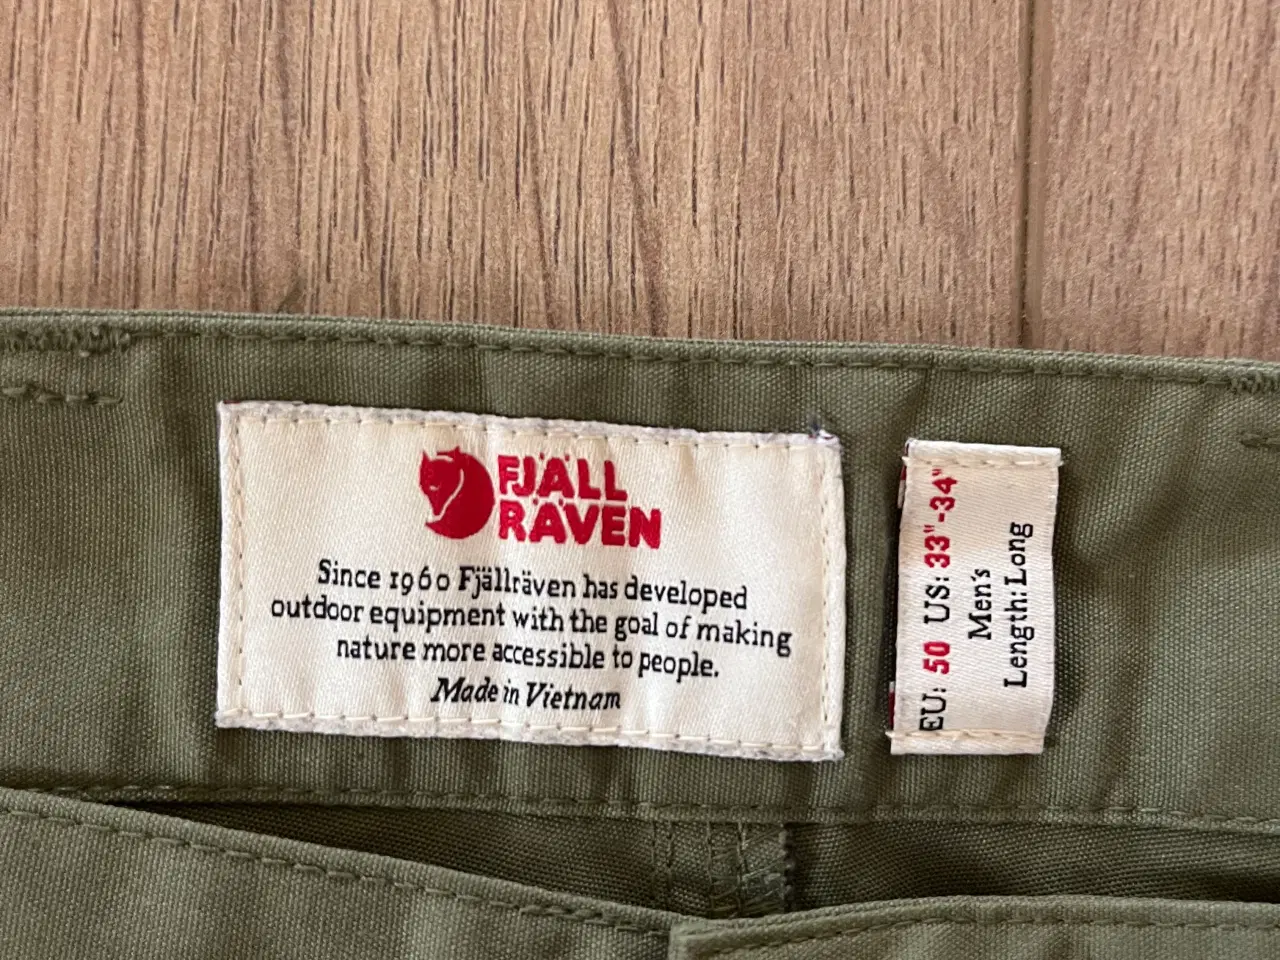 FJÄLL
RÄVEN
Since 1960 Fjällräven has developed
outdoor equipment with the goal of making
nature more accessible to people.
Made in Vietnam
EU: 50 US: 33"-34"
Men's
Length: Long